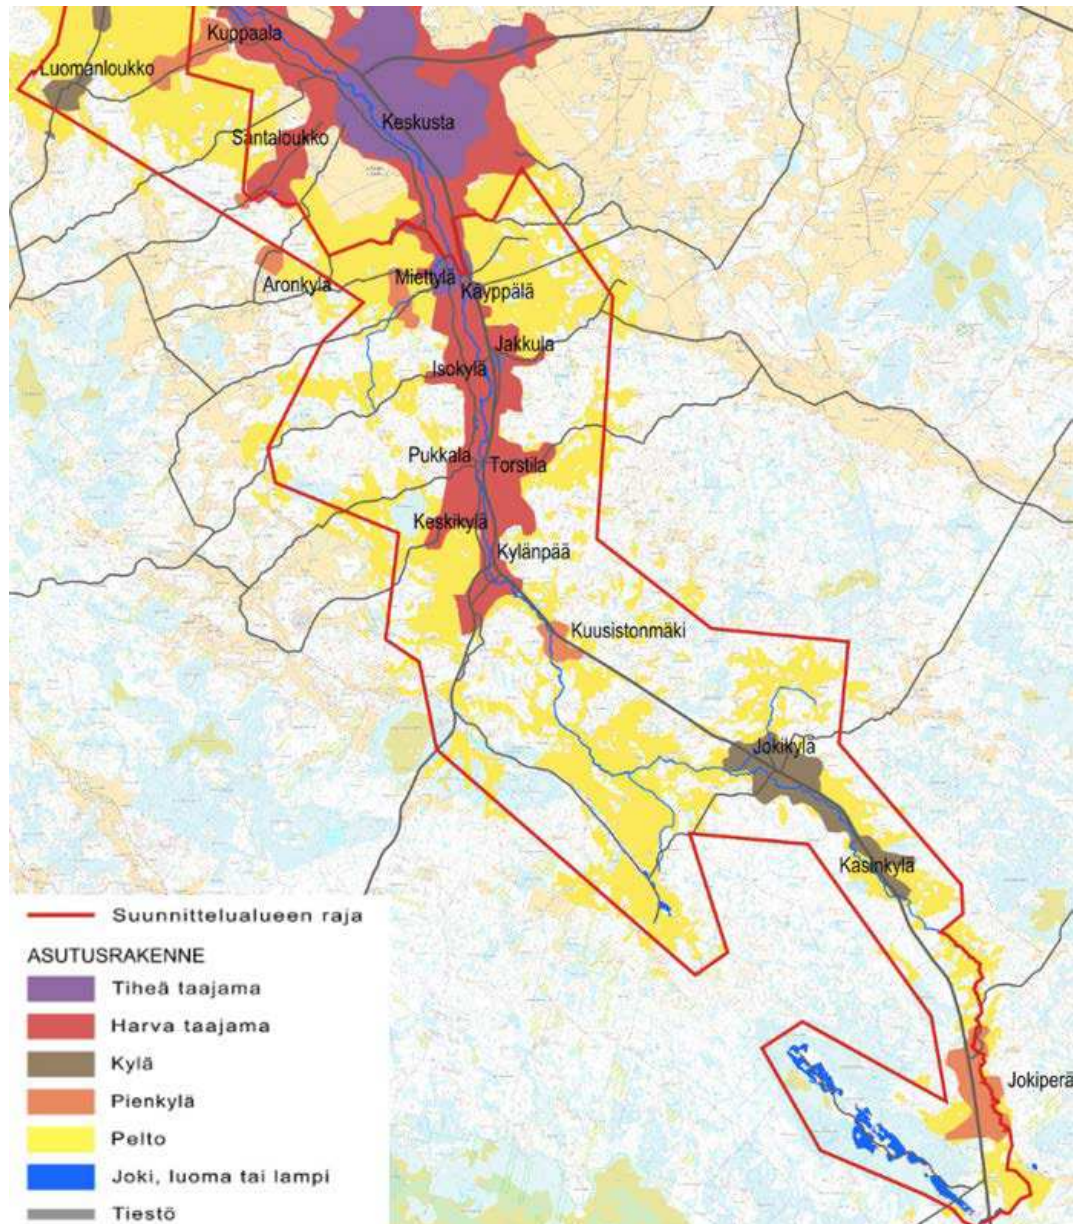 Kuppaala
Luomanloukko
Keskusta
Santaloukko
Aronkylä
Miettylä
Käyppälä
Jakkula
Isokylä
Pukkala
Torstila
Keskikylä
Kylänpää
Kuusistonmäki
Jokikylä
Kasinkylä
Jokiperä
Suunnittelualueen raja
ASUTUSRAKENNE
Tiheä taajama
Harva taajama
Kylä
Pienkylä
Pelto
Joki, luoma tai lampi
Tiestö